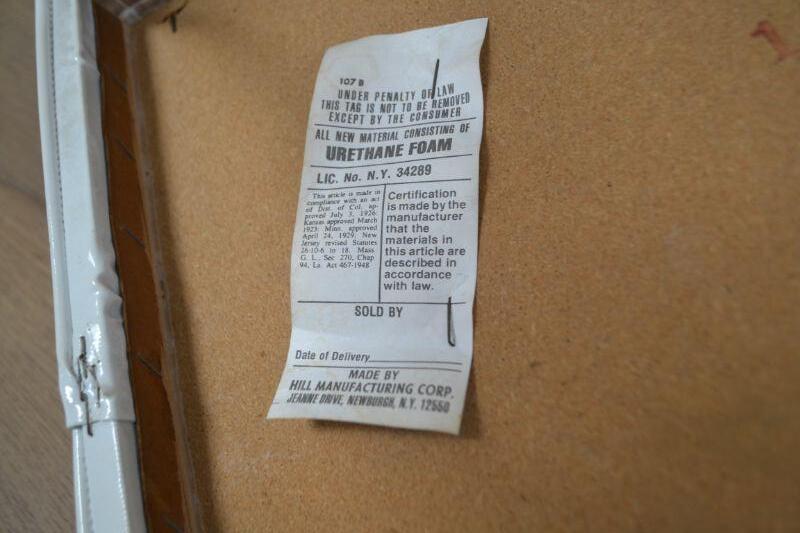 107 B
UNDER PENALTY OF LAW
THIS TAG IS NOT TO BE REMOVED
EXCEPT BY THE CONSUMER
ALL NEW MATERIAL CONSISTING OF
URETHANE FOAM
LIC. No. N.Y. 34289
This article is made in
compliance with an act
of Dist. of Col. ap-
proved July 3, 1926;
Kansas approved March
1923; Minn. approved
April 24, 1929; New
Jersey revised Statutes
26:10-6 to 18. Mass.
G. L., Sec 270, Chap
94, La. Act 467-1948
Certification
is made by the
manufacturer
that the
materials in
this article are
described in
accordance
with law.
SOLD BY
Date of Delivery
MADE BY
HILL MANUFACTURING CORP.
JEANNE DRIVE, NEWBURGH, N.Y. 12550